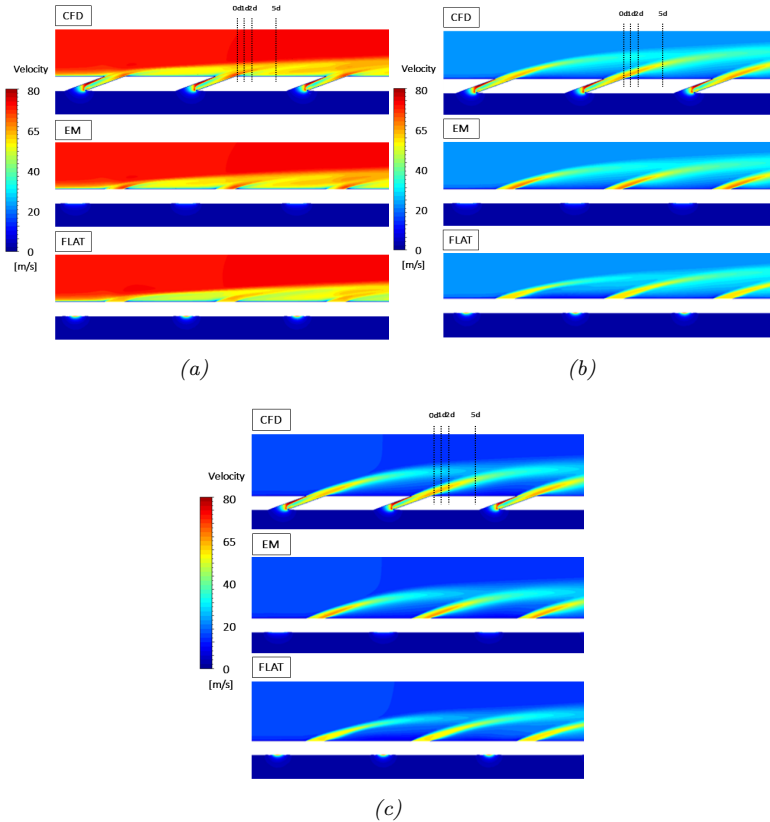 CFD
0d1d2d 5d
Velocity
80
65
40
20
0
[m/s]
EM
FLAT
(a)
CFD
0d1d2d 5d
Velocity
80
65
40
20
0
[m/s]
EM
FLAT
(b)
CFD
0d1d2d 5d
Velocity
80
65
40
20
0
[m/s]
EM
FLAT
(c)